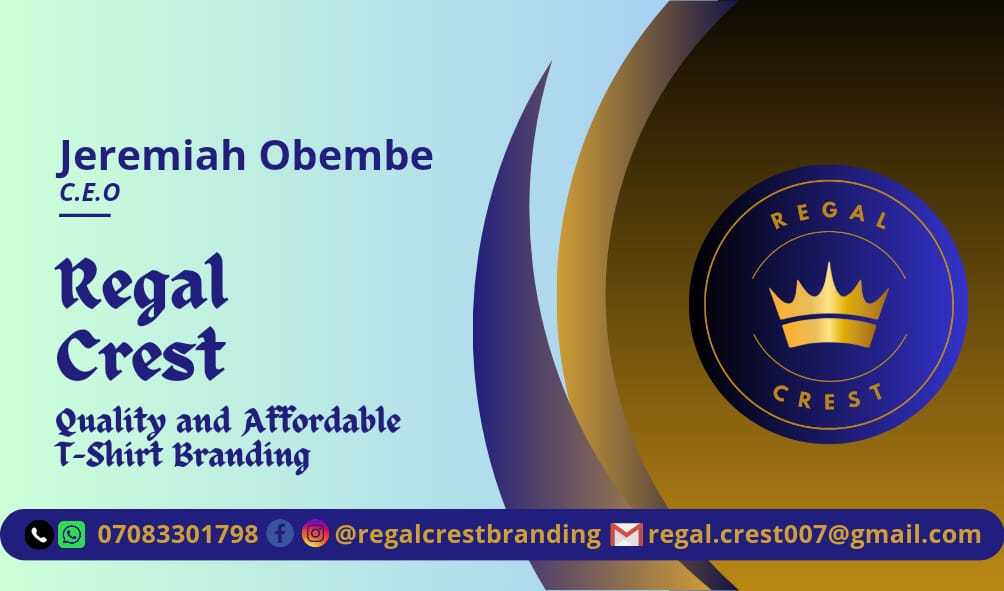 Jeremiah Obembe
C.E.O
Regal
Crest
Quality and Affordable
T-Shirt Branding
REGAL
CREST
07083301798 @regalcrestbranding regal.crest007@gmail.com